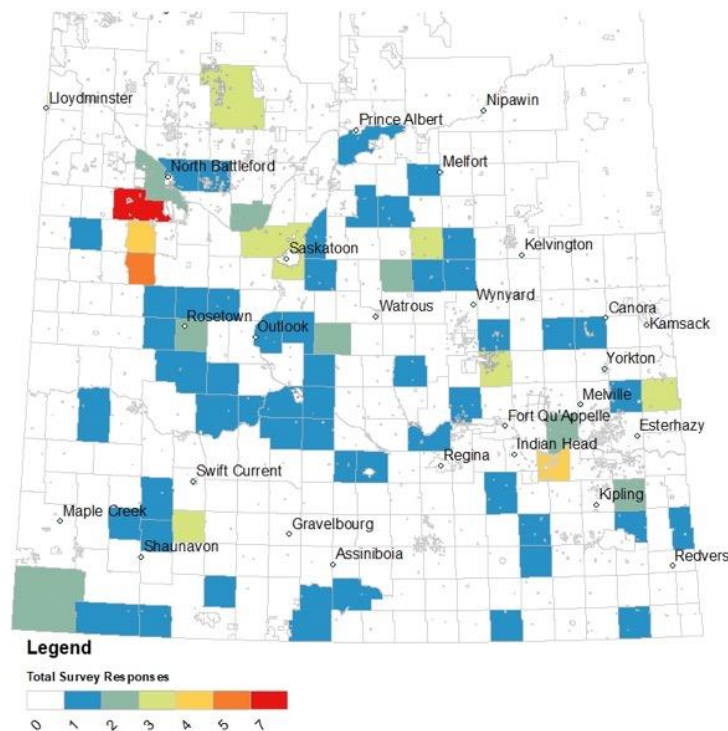 Lloydminster
Nipawin
Prince Albert
Melfort
North Battleford
Saskatoon
Kelvington
Watrous
Wynyard
Canora
Kamsack
Rosetown
Outlook
Yorkton
Melville
Fort Qu'Appelle
Esterhazy
Indian Head
Regina
Swift Current
Kipling
Maple Creek
Gravelbourg
Shaunavon
Assiniboia
Redvers
Legend
Total Survey Responses
0 1 2 3 4 5 7